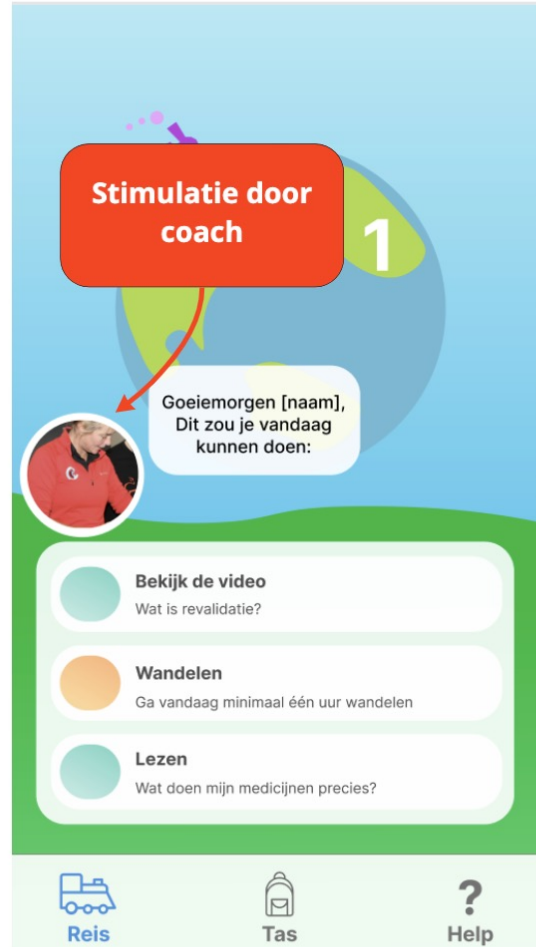 Stimulatie door
coach
1
Goeiemorgen [naam],
Dit zou je vandaag
kunnen doen:
Bekijk de video
Wat is revalidatie?
Wandelen
Ga vandaag minimaal één uur wandelen
Lezen
Wat doen mijn medicijnen precies?
?
Reis
Tas
Help